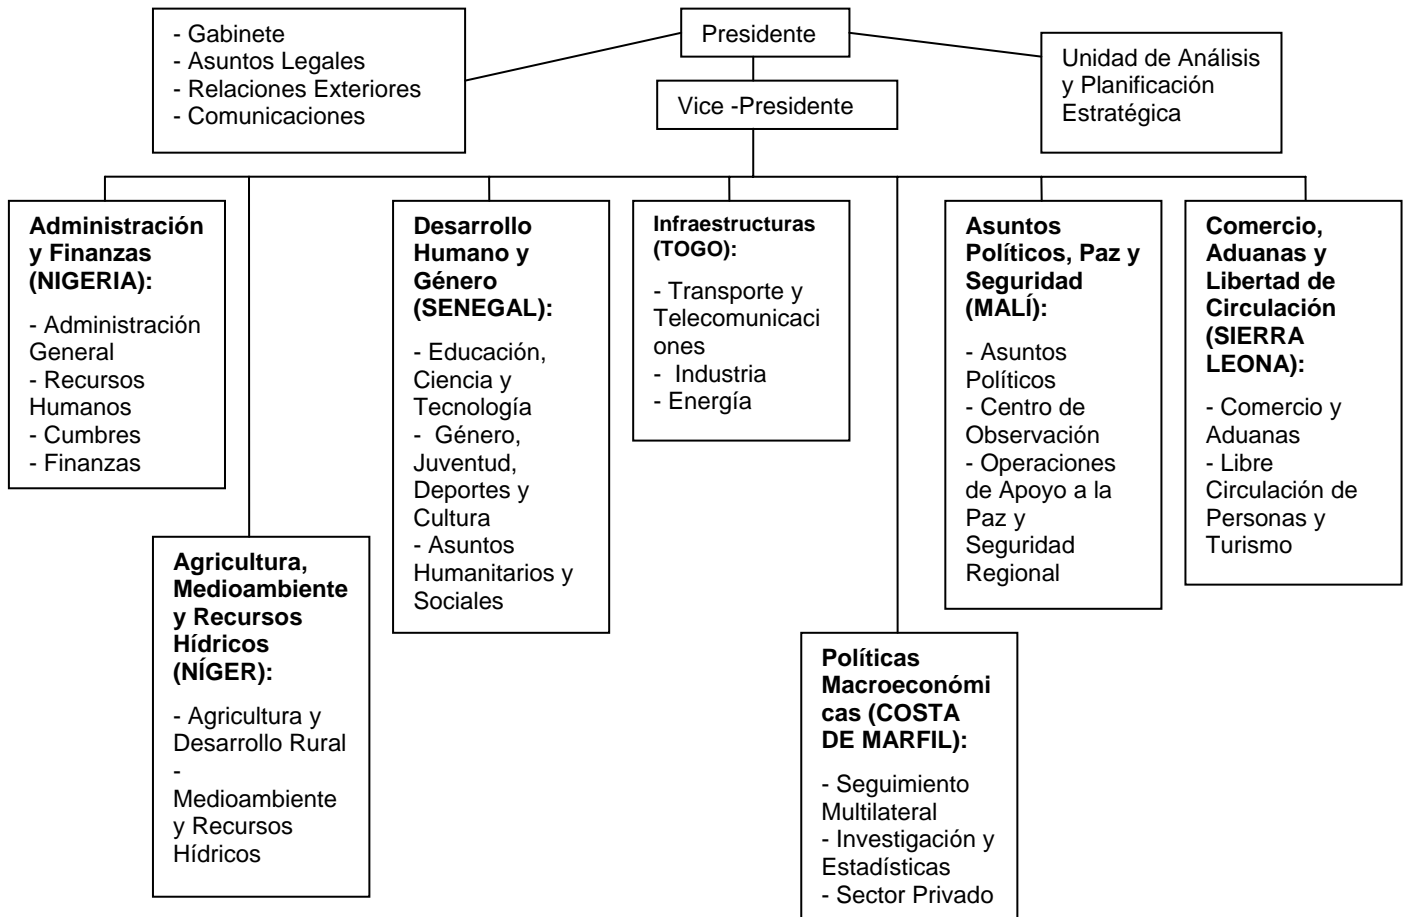 - Gabinete
- Asuntos Legales
- Relaciones Exteriores
- Comunicaciones
Presidente
Unidad de Análisis
y Planificación
Estratégica
Vice -Presidente
Administración
y Finanzas
(NIGERIA):
- Administración
General
- Recursos
Humanos
- Cumbres
- Finanzas
Agricultura,
Medioambiente
y Recursos
Hídricos
(NÍGER):
- Agricultura y
Desarrollo Rural
-
Medioambiente
y Recursos
Hídricos
Desarrollo
Humano y
Género
(SENEGAL):
- Educación,
Ciencia y
Tecnología
- Género,
Juventud,
Deportes y
Cultura
- Asuntos
Humanitarios y
Sociales
Infraestructuras
(TOGO):
- Transporte y
Telecomunicaci
ones
- Industria
- Energía
Políticas
Macroeconómi
cas (COSTA
DE MARFIL):
- Seguimiento
Multilateral
- Investigación y
Estadísticas
- Sector Privado
Asuntos
Políticos, Paz y
Seguridad
(MALÍ):
- Asuntos
Políticos
- Centro de
Observación
- Operaciones
de Apoyo a la
Paz y
Seguridad
Regional
Comercio,
Aduanas y
Libertad de
Circulación
(SIERRA
LEONA):
- Comercio y
Aduanas
- Libre
Circulación de
Personas y
Turismo